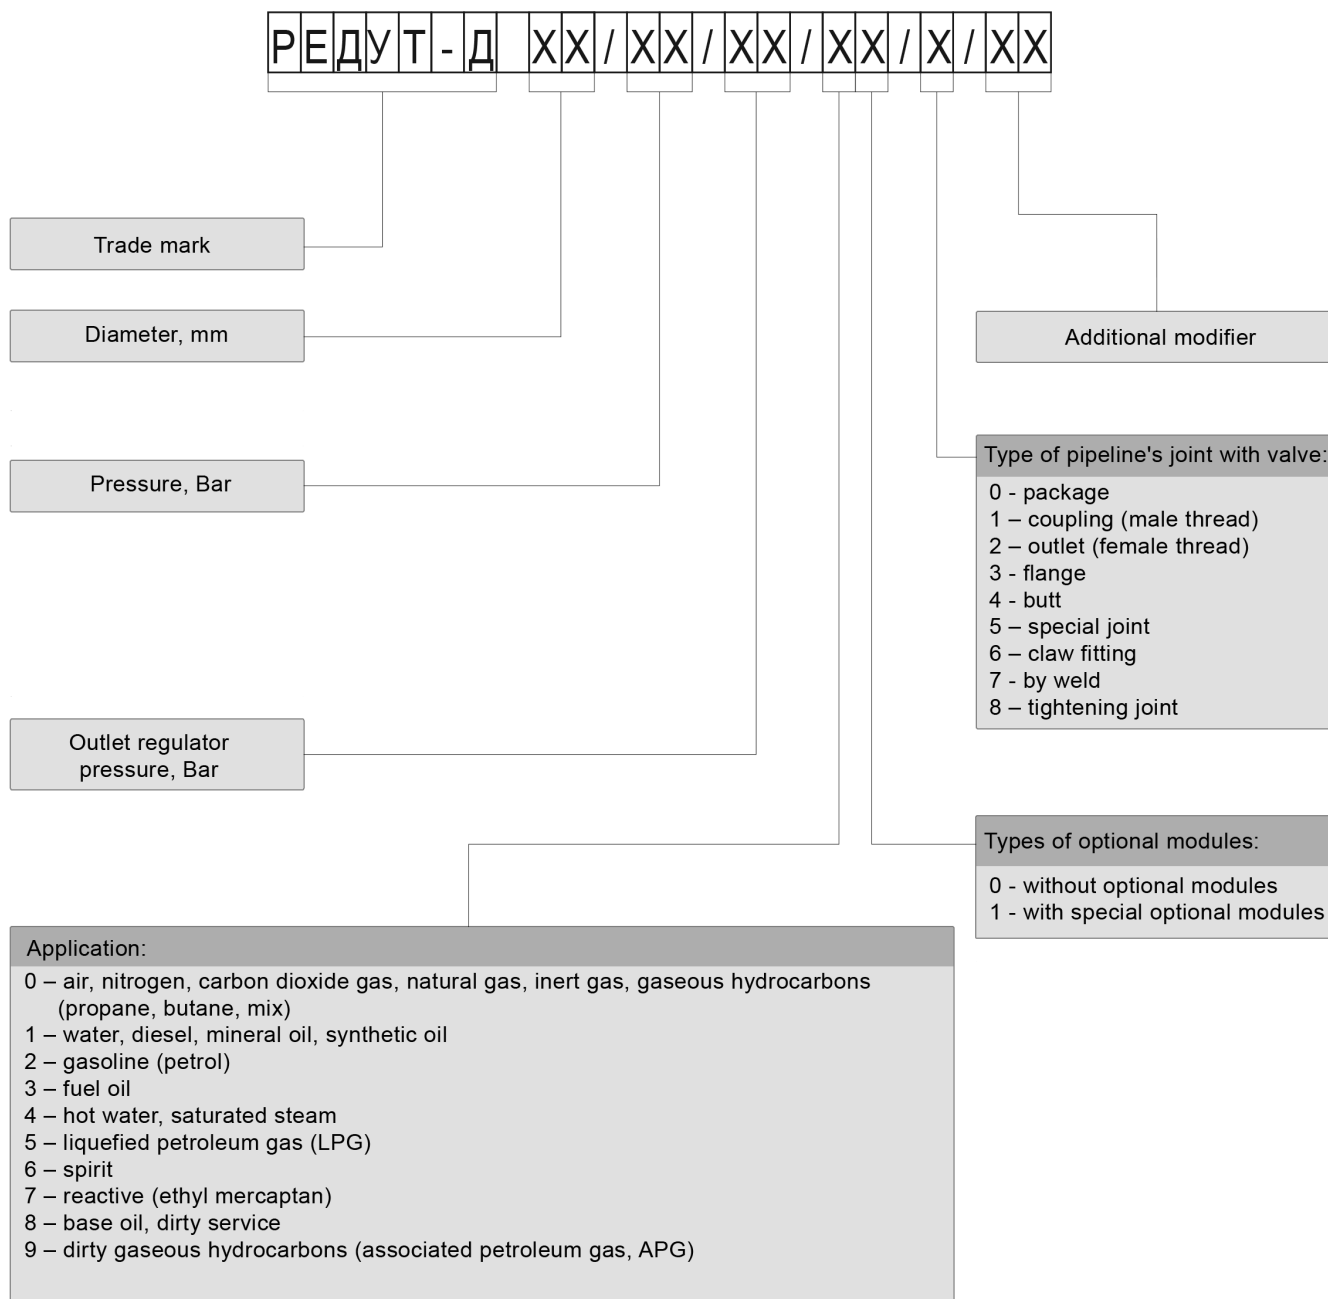 РЕДУТ-Д XX/XX/XX/XX/X/XX
Trade mark
Diameter, mm
Pressure, Bar
Outlet regulator
pressure, Bar
Additional modifier
Type of pipeline's joint with valve:
0 - package
1 – coupling (male thread)
2 – outlet (female thread)
3 - flange
4 - butt
5 – special joint
6 – claw fitting
7 - by weld
8 – tightening joint
Types of optional modules:
0 - without optional modules
1 - with special optional modules
Application:
0 – air, nitrogen, carbon dioxide gas, natural gas, inert gas, gaseous hydrocarbons
(propane, butane, mix)
1 – water, diesel, mineral oil, synthetic oil
2 – gasoline (petrol)
3 – fuel oil
4 – hot water, saturated steam
5 – liquefied petroleum gas (LPG)
6 – spirit
7 – reactive (ethyl mercaptan)
8 – base oil, dirty service
9 – dirty gaseous hydrocarbons (associated petroleum gas, APG)